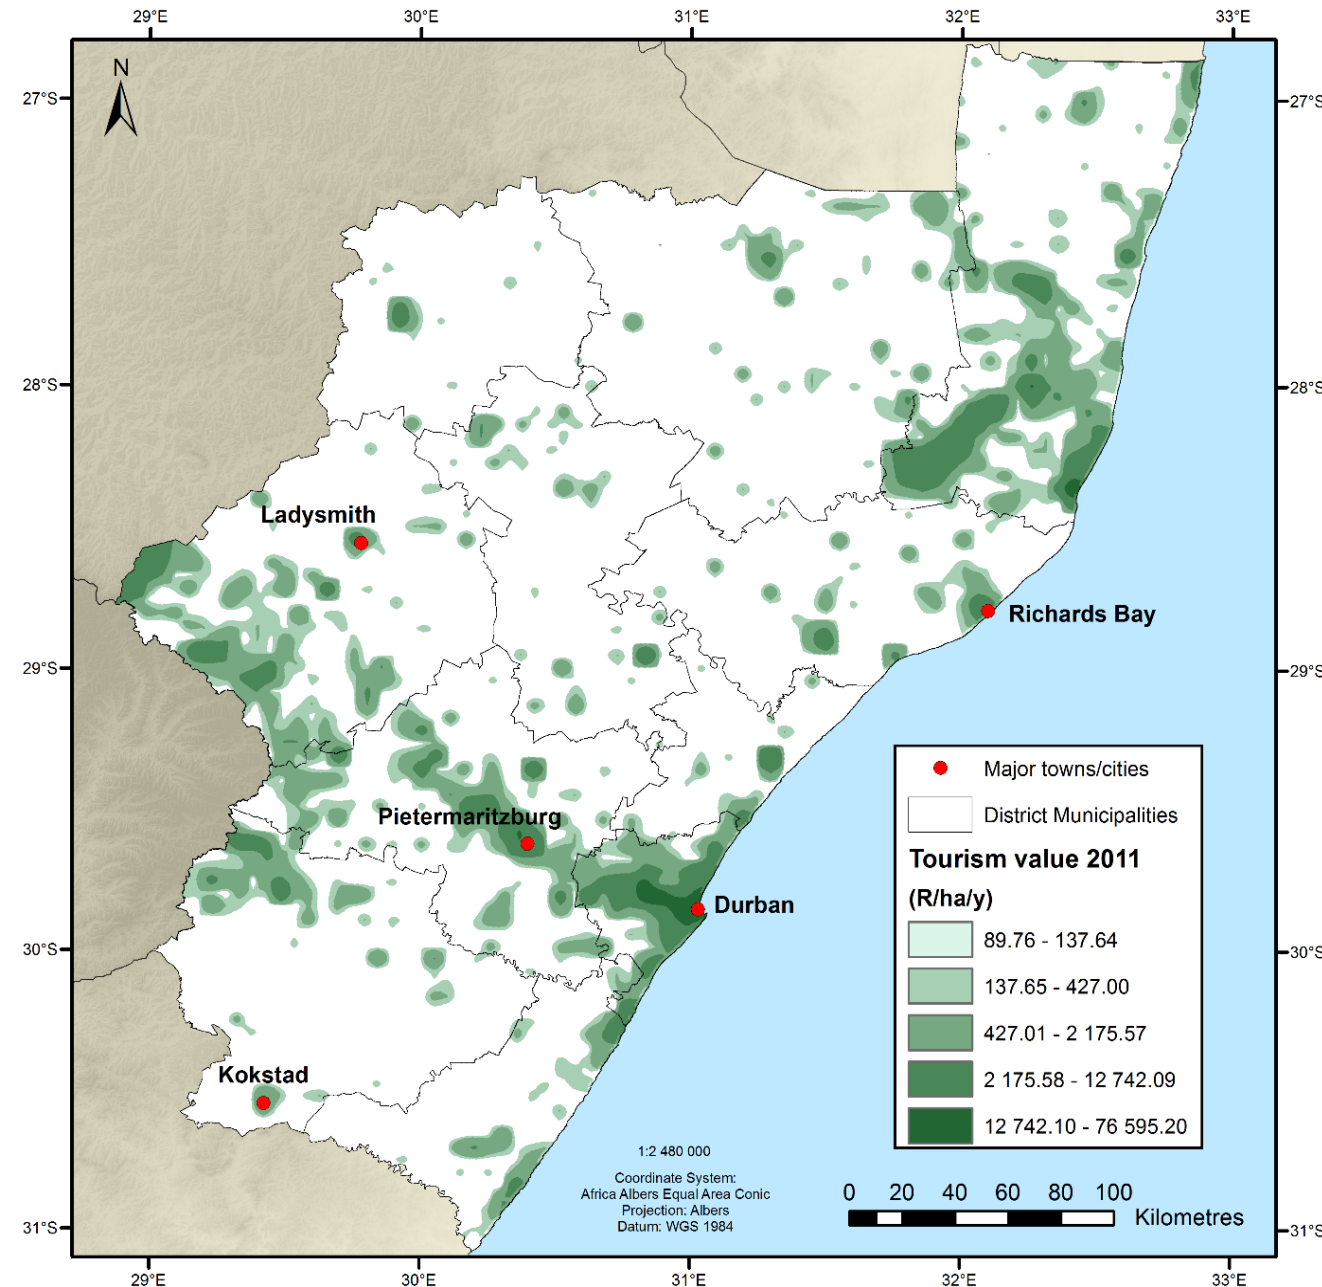 29°E 30°E 31°E 32°E 33°E
N
27°S 27°S
28°S 28°S
Ladysmith
Richards Bay
29°S 29°S
Major towns/cities
District Municipalities
Pietermaritzburg
Tourism value 2011
(R/ha/y)
Durban
89.76 - 137.64
30°S 30°S
137.65 - 427.00
427.01 - 2 175.57
Kokstad
2 175.58 - 12 742.09
12 742.10 - 76 595.20
1:2 480 000
Coordinate System:
Africa Albers Equal Area Conic
Projection: Albers
Datum: WGS 1984
0 20 40 60 80 100
Kilometres
31°S 31°S
29°E 30°E 31°E 32°E 33°E